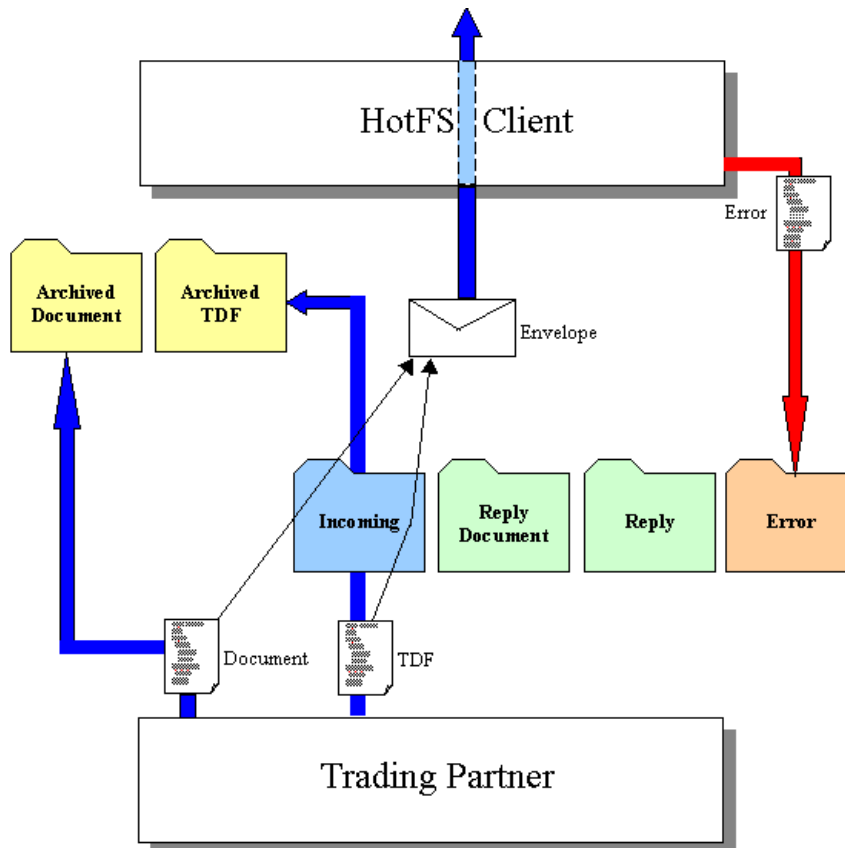 HotFS Client
Error
Archived
Document
Archived
TDF
Envelope
Incoming
Reply
Document
Reply
Error
Document
TDF
Trading Partner